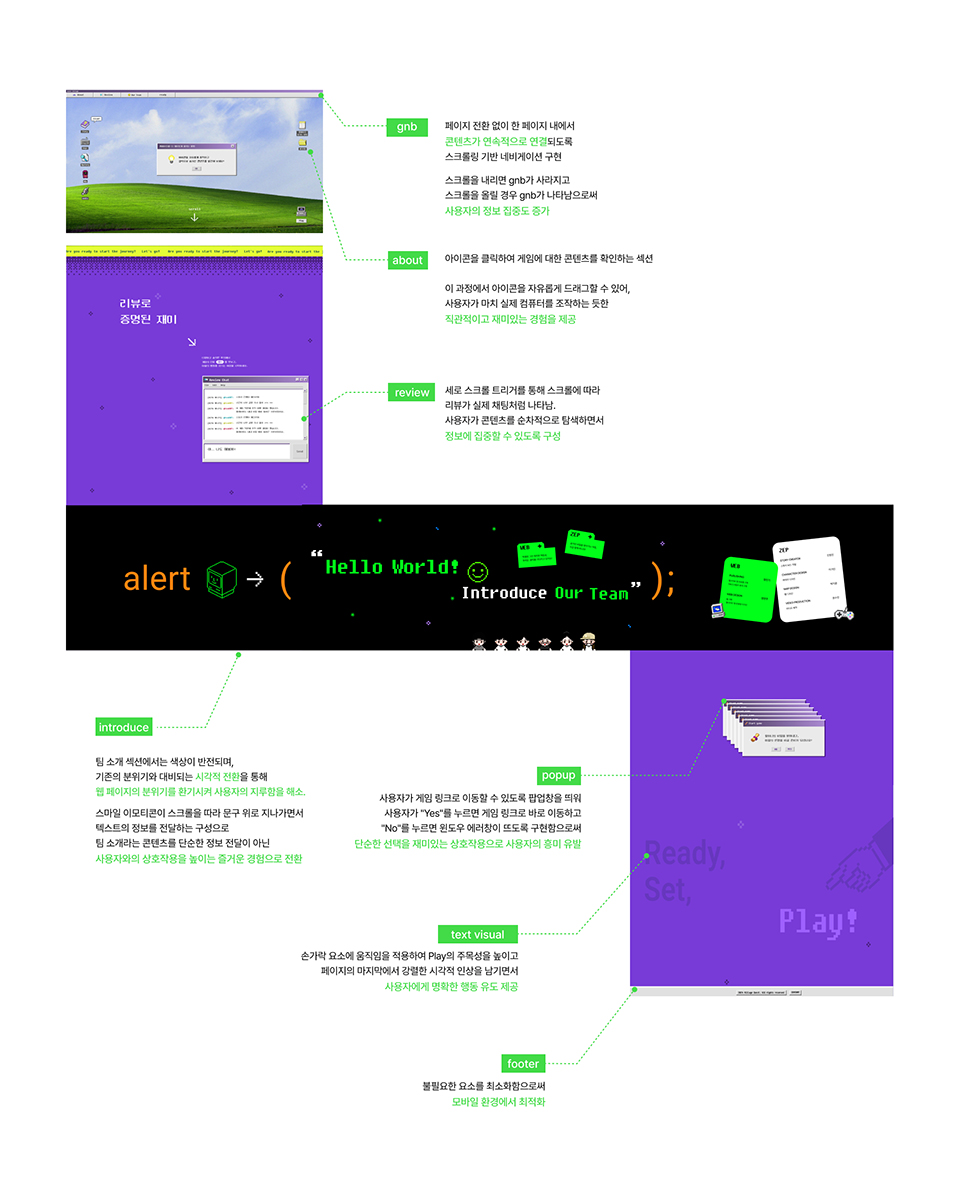 gnb
페이지 전환 없이 한 페이지 내에서
콘텐츠가 연속적으로 연결되도록
스크롤링 기반 네비게이션 구현
스크롤을 내리면 gnb가 사라지고
스크롤을 올릴 경우 gnb가 나타남으로써
사용자의 정보 집중도 증가
Are you ready to start the journey? Let's go! Are you ready to start the journey? Let's go! Are you ready to start the
about
아이콘을 클릭하여 게임에 대한 콘텐츠를 확인하는 섹션
이 과정에서 아이콘을 자유롭게 드래그할 수 있어,
사용자가 마치 실제 컴퓨터를 조작하는 듯한
직관적이고 재미있는 경험을 제공
리뷰로
증명된 재미
review
세로 스크롤 트리거를 통해 스크롤에 따라
리뷰가 실제 채팅처럼 나타남.
사용자가 콘텐츠를 순차적으로 탐색하면서
정보에 집중할 수 있도록 구성
alert → ( “Hello World! Introduce Our Team” );
WEB
ZEP
WEB
ZEP
introduce
팀 소개 섹션에서는 색상이 반전되며,
기존의 분위기와 대비되는 시각적 전환을 통해
웹 페이지의 분위기를 환기시켜 사용자의 지루함을 해소.
스마일 이모티콘이 스크롤을 따라 문구 위로 지나가면서
텍스트의 정보를 전달하는 구성으로
팀 소개라는 콘텐츠를 단순한 정보 전달이 아닌
사용자와의 상호작용을 높이는 즐거운 경험으로 전환
popup
사용자가 게임 링크로 이동할 수 있도록 팝업창을 띄워
사용자가 "Yes"를 누르면 게임 링크로 바로 이동하고
"No"를 누르면 윈도우 에러창이 뜨도록 구현함으로써
단순한 선택을 재미있는 상호작용으로 사용자의 흥미 유발
Ready,
Set,
Play!
text visual
손가락 요소에 움직임을 적용하여 Play의 주목성을 높이고
페이지의 마지막에서 강렬한 시각적 인상을 남기면서
사용자에게 명확한 행동 유도 제공
footer
불필요한 요소를 최소화함으로써
모바일 환경에서 최적화